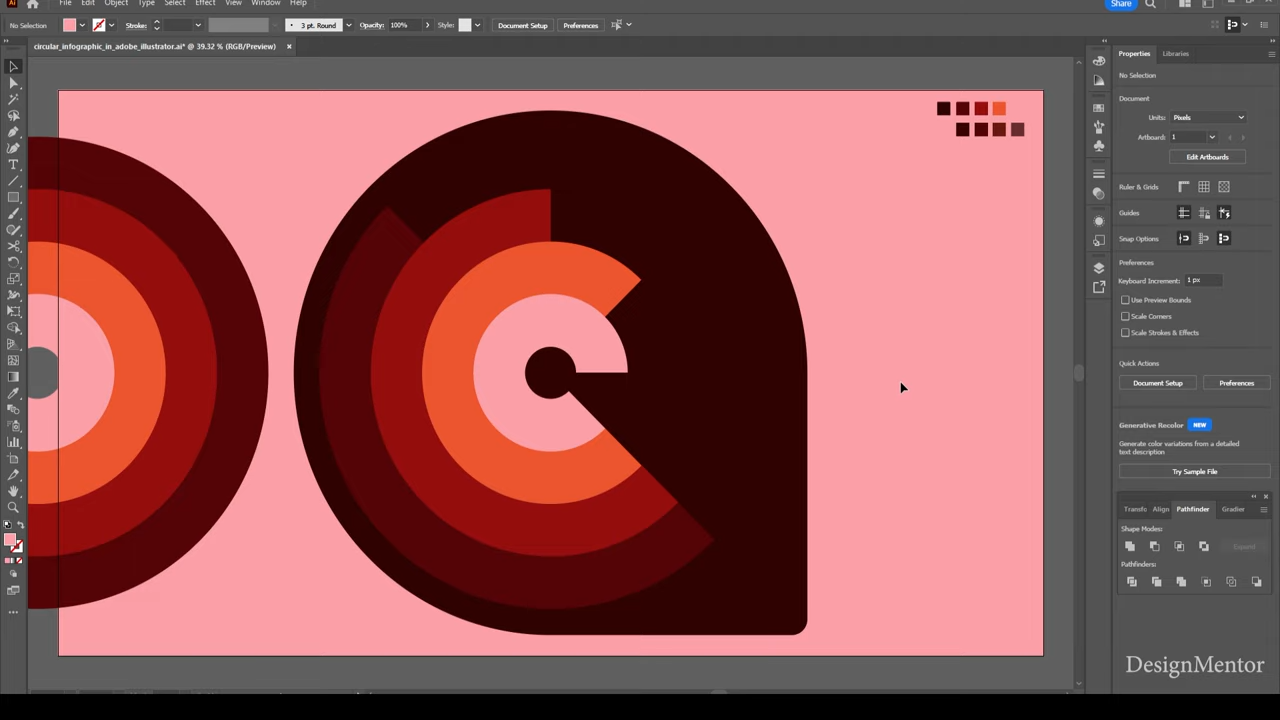 Ai File Edit Object Type Select Effect View Window Help Share
No Selection Stroke: 3 pt. Round Opacity: 100% Style: Document Setup Preferences
circular_infographic_in_adobe_illustrator.ai* @ 39.32 % (RGB/Preview) ×
Properties Libraries
No Selection
Document
Units: Pixels
Artboard: 1
Edit Artboards
Ruler & Grids
Guides
Snap Options
Preferences
Keyboard Increment: 1 px
Use Preview Bounds
Scale Corners
Scale Strokes & Effects
Quick Actions
Document Setup Preferences
Generative Recolor NEW
Generate color variations from a detailed
text description
Try Sample File
Transfo Align Pathfinder Gradier
Shape Modes:
Expand
Pathfinders:
DesignMentor